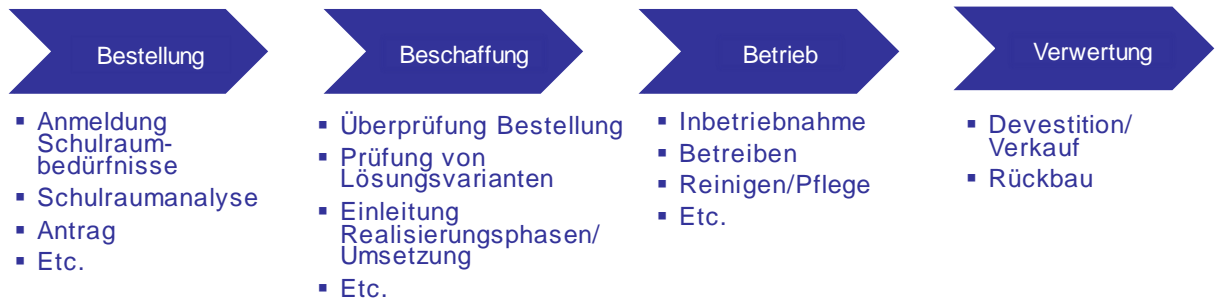 Bestellung
▪ Anmeldung
Schulraum-
bedürfnisse
▪ Schulraumanalyse
▪ Antrag
▪ Etc.
Beschaffung
▪ Überprüfung Bestellung
▪ Prüfung von
Lösungsvarianten
▪ Einleitung
Realisierungsphasen/
Umsetzung
▪ Etc.
Betrieb
▪ Inbetriebnahme
▪ Betreiben
▪ Reinigen/Pflege
▪ Etc.
Verwertung
▪ Devestition/
Verkauf
▪ Rückbau